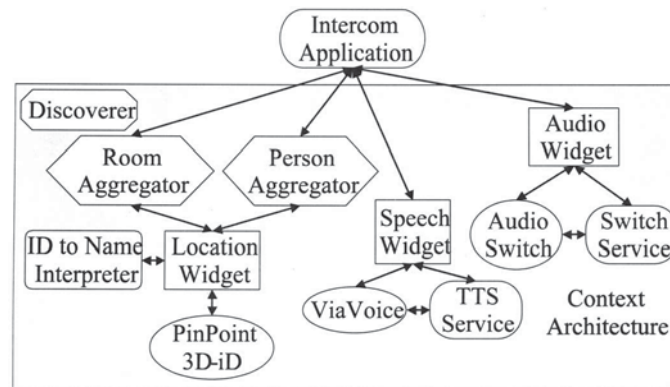 Intercom
Application
Discoverer
Room
Aggregator
Person
Aggregator
Audio
Widget
ID to Name
Interpreter
Location
Widget
Speech
Widget
Audio
Switch
Switch
Service
PinPoint
3D-iD
ViaVoice
TTS
Service
Context
Architecture